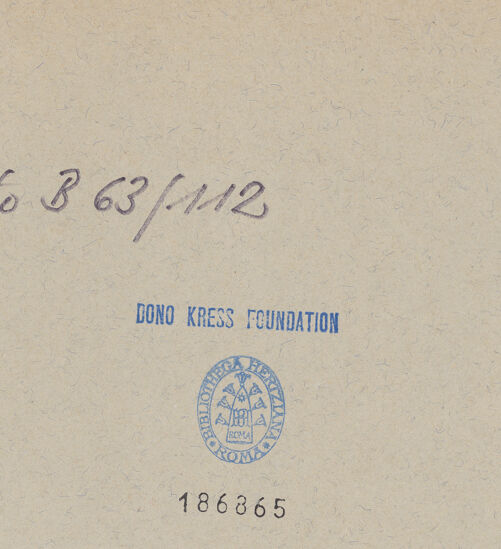 B 63/112
DONO KRESS FOUNDATION
BIBLIOTHECA HERTZIANA
ROMA
ROMA
186865